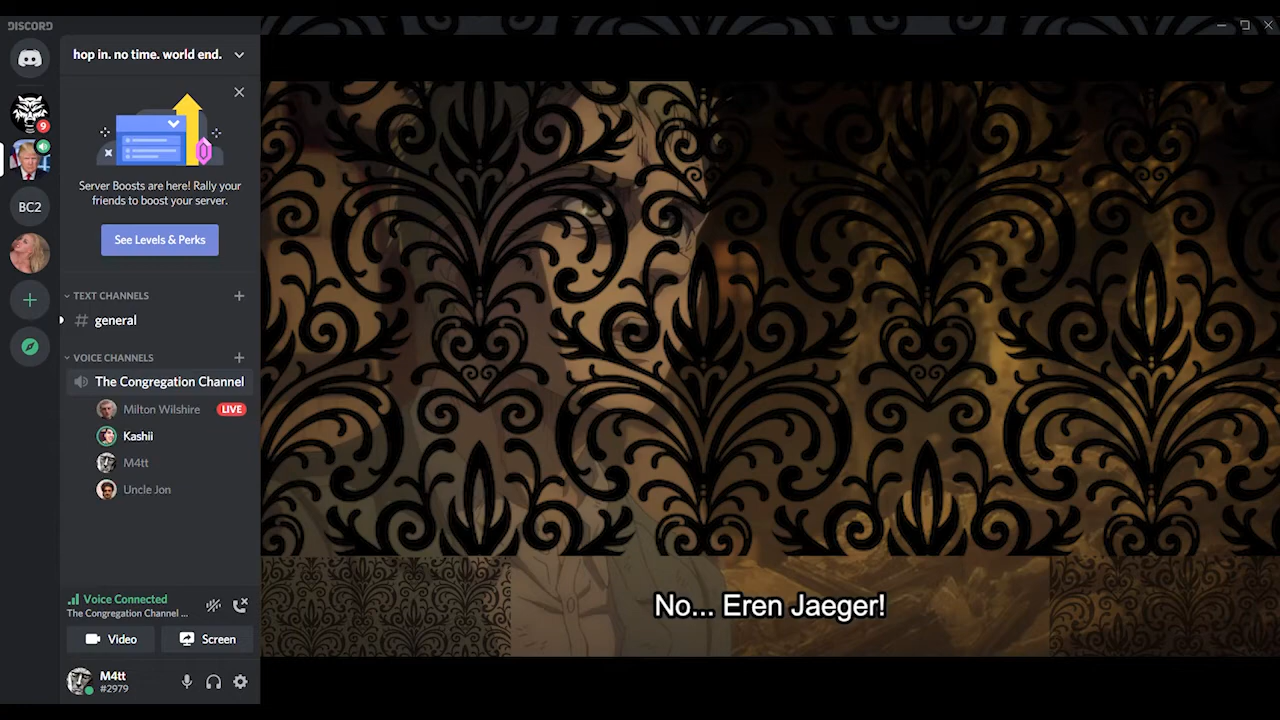 DISCORD
hop in. no time. world end.
9
BC2
Server Boosts are here! Rally your
friends to boost your server.
See Levels & Perks
TEXT CHANNELS
# general
VOICE CHANNELS
The Congregation Channel
Milton Wilshire LIVE
Kashii
M4tt
Uncle Jon
Voice Connected
The Congregation Channel ...
Video Screen
M4tt
#2979
No... Eren Jaeger!